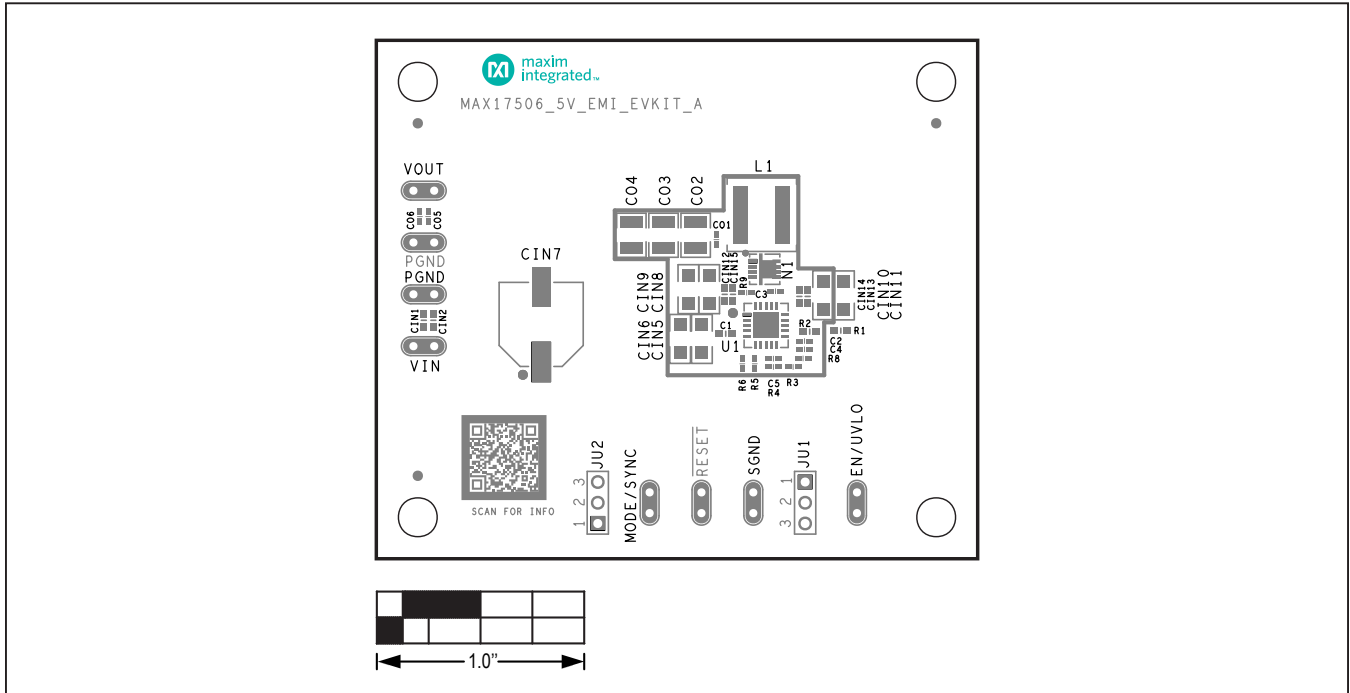 maxim
integrated™
MAX17506_5V_EMI_EVKIT_A
VOUT
CO6
CO5
PGND
PGND
CIN1
CIN2
VIN
CIN7
CO4
CO3
CO2
CO1
L1
CIN9
CIN8
CIN12
CIN15
R9
C3
N1
CIN14
CIN13
CIN10
CIN11
CIN6
CIN5
C1
U1
R2
R1
C2
C4
R8
R6
R5
C5
R4
R3
SCAN FOR INFO
JU2
1 2 3
MODE/SYNC
RESET
SGND
JU1
1
2
3
EN/UVLO
1.0”